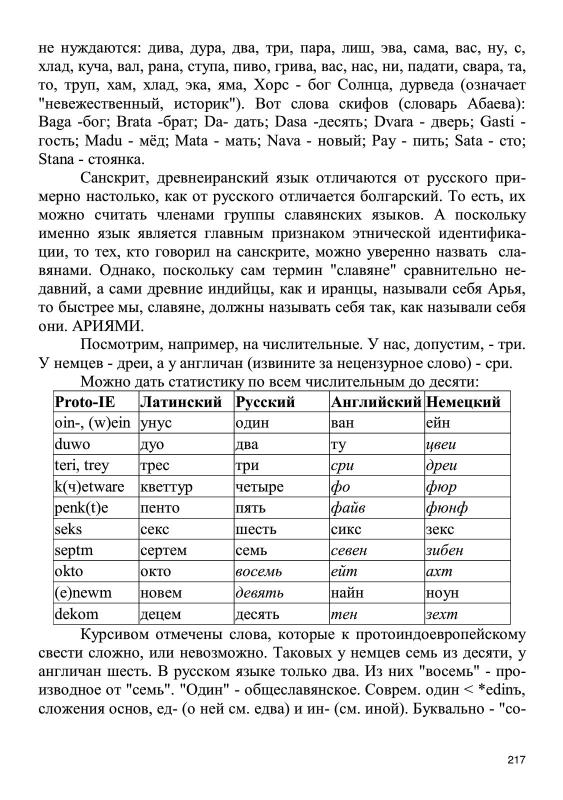 не нуждаются: дива, дура, два, три, пара, лиш, эва, сама, вас, ну, с,
хлад, куча, вал, рана, ступа, пиво, грива, вас, нас, ни, падати, свара, та,
то, труп, хам, хлад, эка, яма, Хорс - бог Солнца, дурведа (означает
"невежественный, историк"). Вот слова скифов (словарь Абаева):
Baga -бог; Brata -брат; Da- дать; Dasa -десять; Dvara - дверь; Gasti -
гость; Madu - мёд; Mata - мать; Nava - новый; Pay - пить; Sata - сто;
Stana - стоянка.
Санскрит, древнеиранский язык отличаются от русского при-
мерно настолько, как от русского отличается болгарский. То есть, их
можно считать членами группы славянских языков. А поскольку
именно язык является главным признаком этнической идентифика-
ции, то тех, кто говорил на санскрите, можно уверенно назвать сла-
вянами. Однако, поскольку сам термин "славяне" сравнительно не-
давний, а сами древние индийцы, как и иранцы, называли себя Арья,
то быстрее мы, славяне, должны называть себя так, как называли себя
они. АРИЯМИ.
Посмотрим, например, на числительные. У нас, допустим, - три.
У немцев - дреи, а у англичан (извините за нецензурное слово) - сри.
Можно дать статистику по всем числительным до десяти:
Proto-IE Латинский Русский Английский Немецкий
oin-, (w)ein унус один ван ейн
duwo дуо два ту цвеи
teri, trey трес три сри дреи
k(ч)etware кветтур четыре фо фюр
penk(t)e пенто пять файв фюнф
seks секс шесть сикс зекс
septm сертем семь севен зибен
okto окто восемь ейт ахт
(e)newm новем девять найн ноун
dekom децем десять тен зехт
Курсивом отмечены слова, которые к протоиндоевропейскому
свести сложно, или невозможно. Таковых у немцев семь из десяти, у
англичан шесть. В русском языке только два. Из них "восемь" - про-
изводное от "семь". "Один" - общеславянское. Соврем. один < *edinъ,
сложения основ, ед- (о ней см. едва) и ин- (см. иной). Буквально - "со-
217